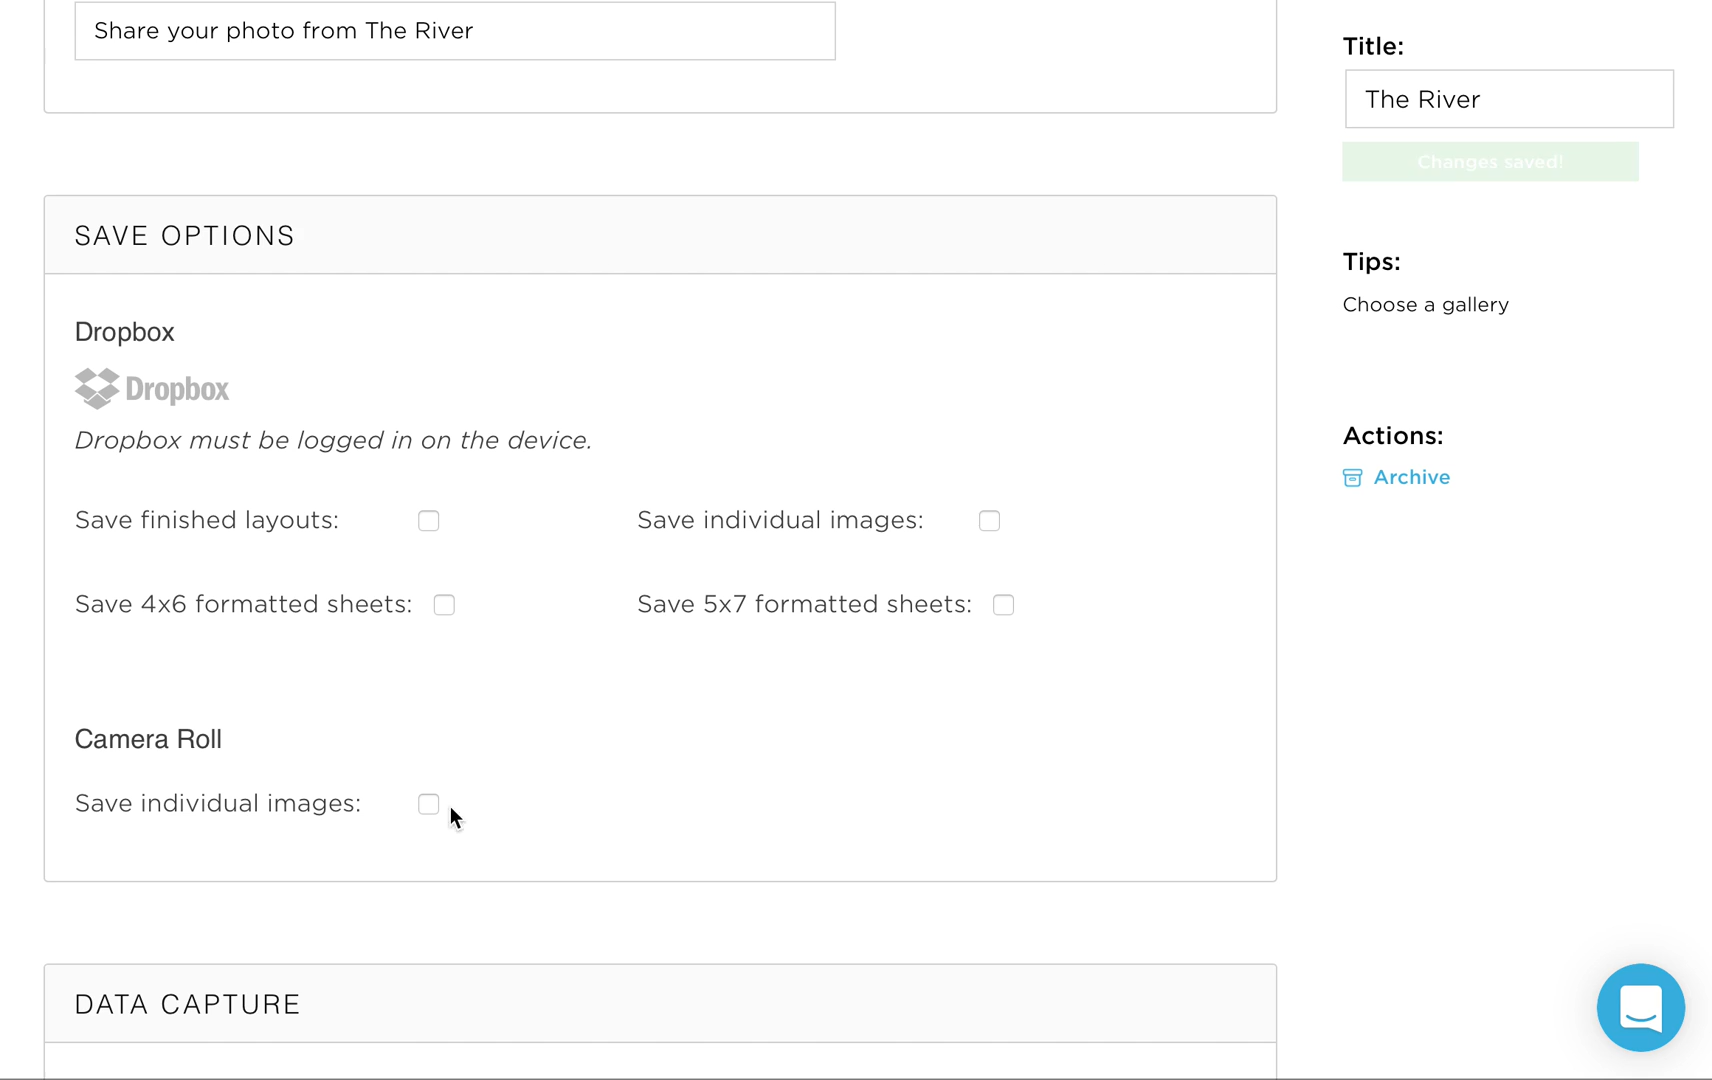 Share your photo from The River
SAVE OPTIONS
Dropbox
Dropbox
Dropbox must be logged in on the device.
Save finished layouts:
Save individual images:
Save 4x6 formatted sheets:
Save 5x7 formatted sheets:
Camera Roll
Save individual images:
DATA CAPTURE
Title:
The River
Changes saved!
Tips:
Choose a gallery
Actions:
Archive